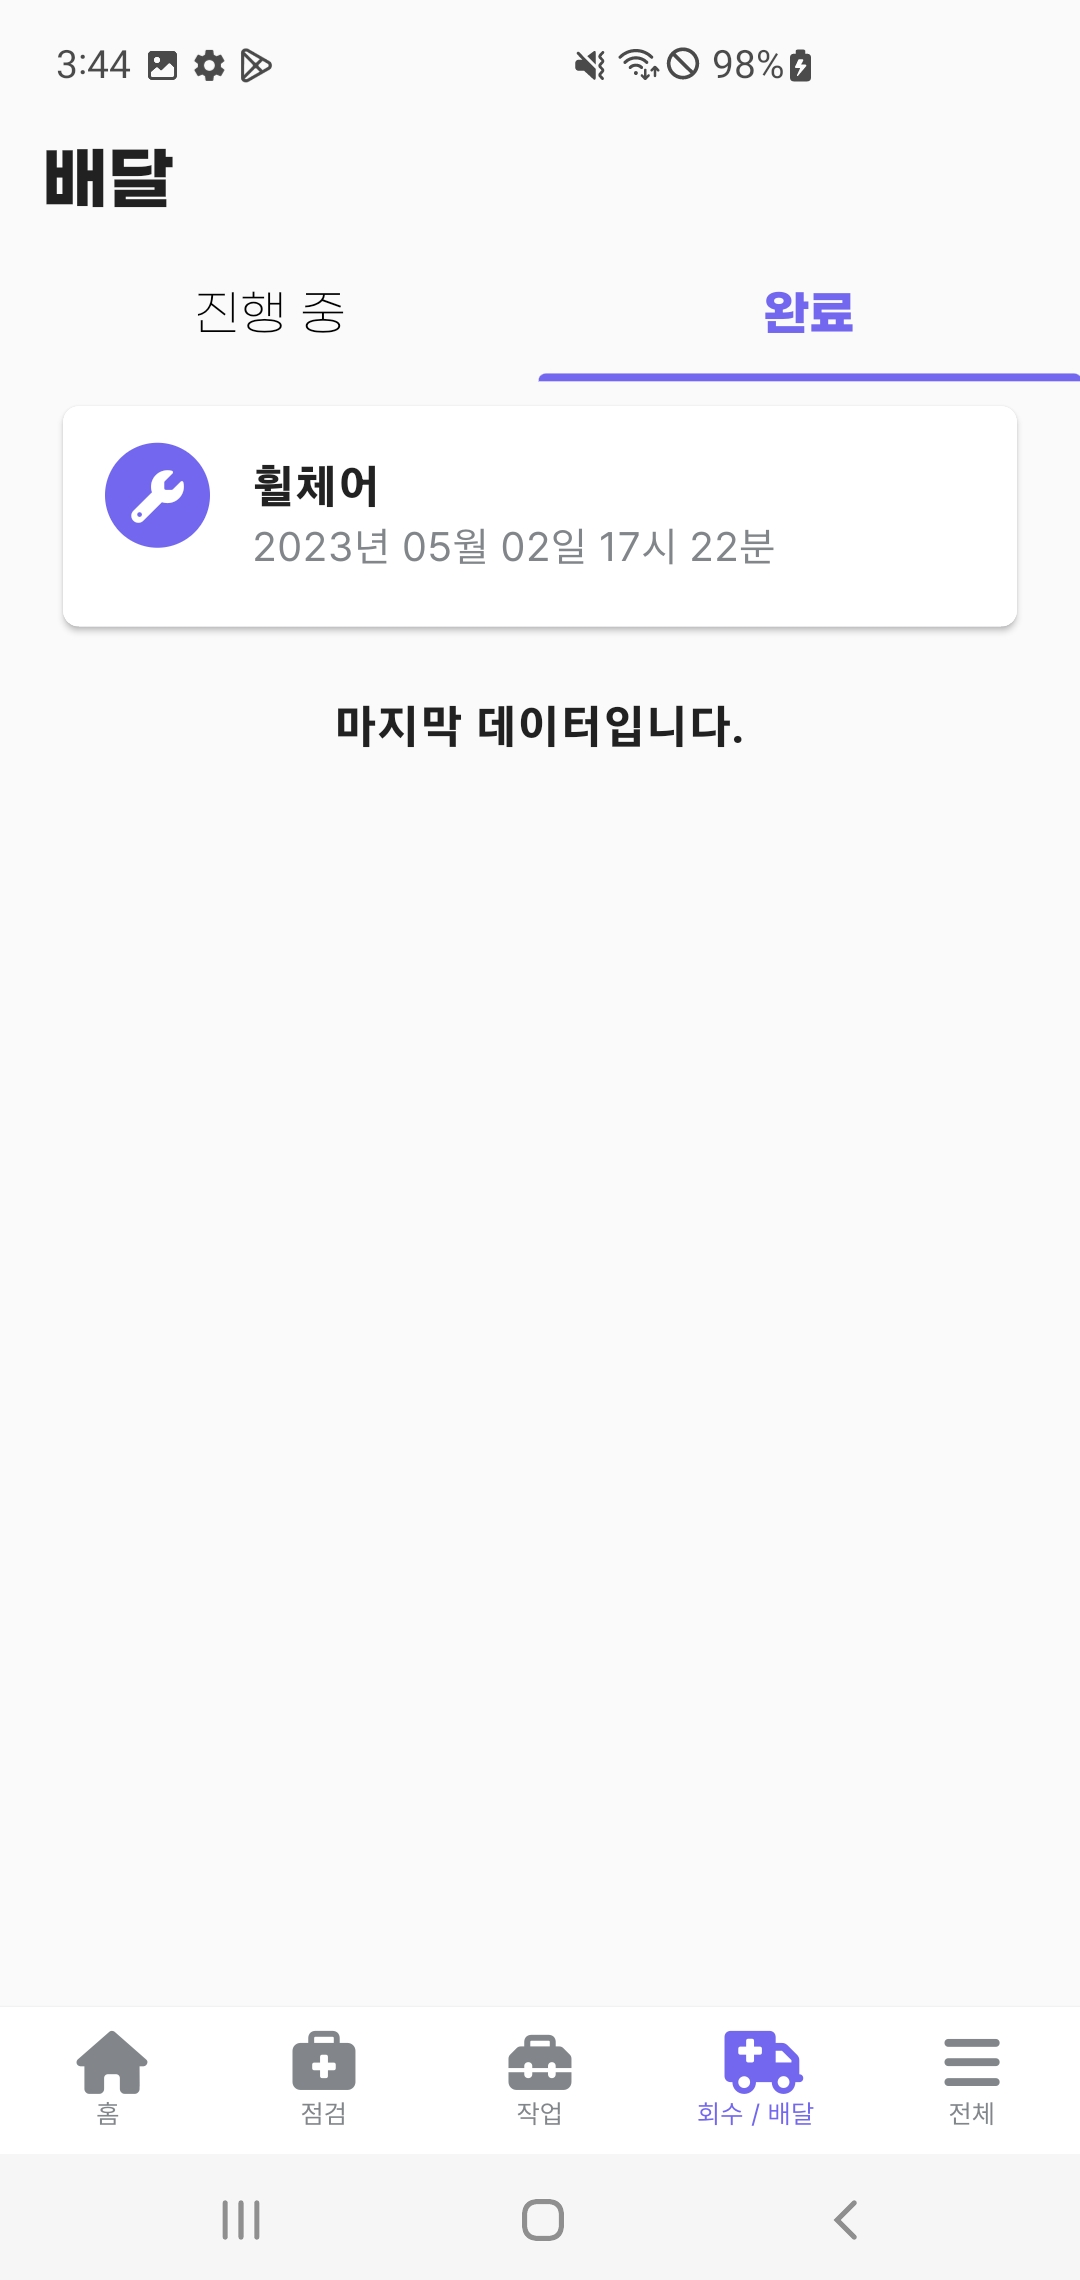 3:44 98%
배달
진행 중 완료
휠체어
2023년 05월 02일 17시 22분
마지막 데이터입니다.
홈 점검 작업 회수 / 배달 전체